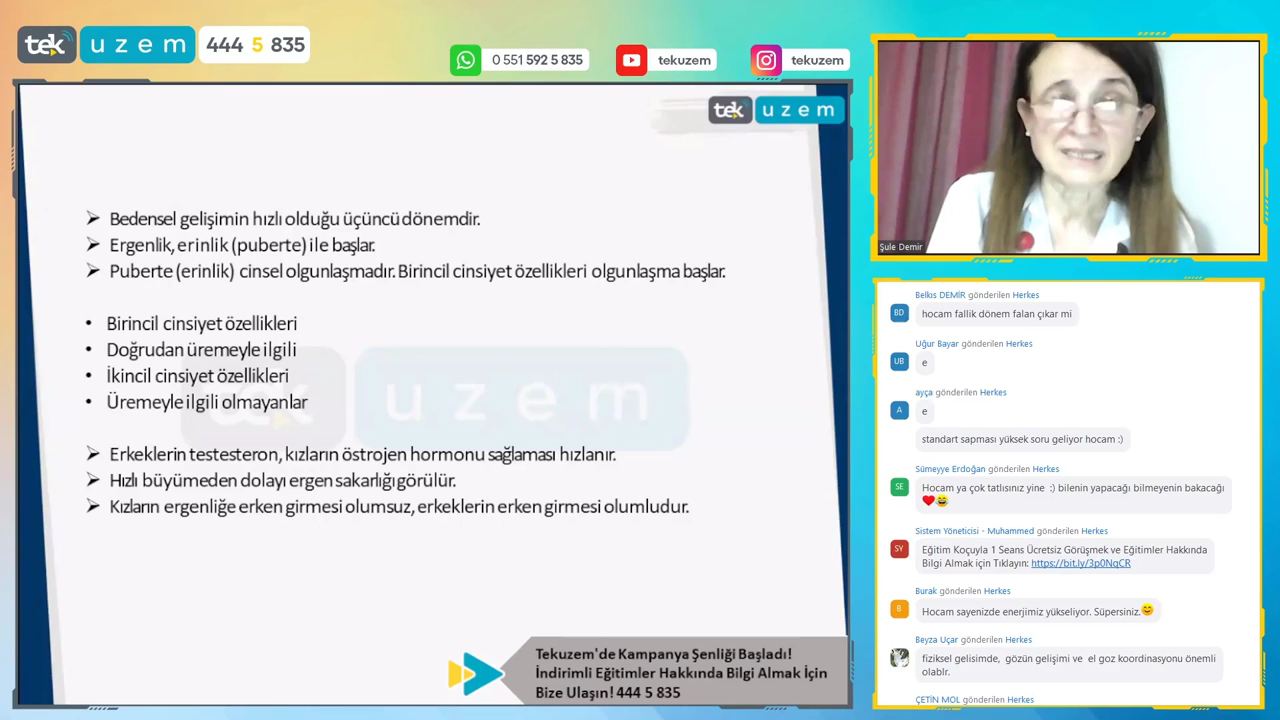 tek uzem 444 5 835
0 551 592 5 835
tekuzem
tekuzem
tek uzem
Bedensel gelişimin hızlı olduğu üçüncü dönemdir.
Ergenlik, erinlik (puberte) ile başlar.
Puberte (erinlik) cinsel olgunlaşmadır. Birincil cinsiyet özellikleri olgunlaşma başlar.
Birincil cinsiyet özellikleri
Doğrudan üremeyle ilgili
İkincil cinsiyet özellikleri
Üremeyle ilgili olmayanlar
tek uzem
Erkeklerin testesteron, kızların östrojen hormonu sağlaması hızlanır.
Hızlı büyümeden dolayı ergen sakarlığı görülür.
Kızların ergenliğe erken girmesi olumsuz, erkeklerin erken girmesi olumludur.
Tekuzem'de Kampanya Şenliği Başladı!
İndirimli Eğitimler Hakkında Bilgi Almak İçin
Bize Ulaşın! 444 5 835
Şule Demir
Belkıs DEMİR gönderilen Herkes
BD
hocam fallik dönem falan çıkar mi
Uğur Bayar gönderilen Herkes
UB
e
ayça gönderilen Herkes
A
e
standart sapması yüksek soru geliyor hocam :)
Sümeyye Erdoğan gönderilen Herkes
SE
Hocam ya çok tatlısınız yine :) bilenin yapacağı bilmeyenin bakacağı
Sistem Yöneticisi - Muhammed gönderilen Herkes
SY
Eğitim Koçuyla 1 Seans Ücretsiz Görüşmek ve Eğitimler Hakkında
Bilgi Almak için Tıklayın: https://bit.ly/3p0NqCR
Burak gönderilen Herkes
B
Hocam sayenizde enerjimiz yükseliyor. Süpersiniz.
Beyza Uçar gönderilen Herkes
fiziksel gelisimde, gözün gelişimi ve el goz koordinasyonu önemli
olabİr.
ÇETİN MOL gönderilen Herkes